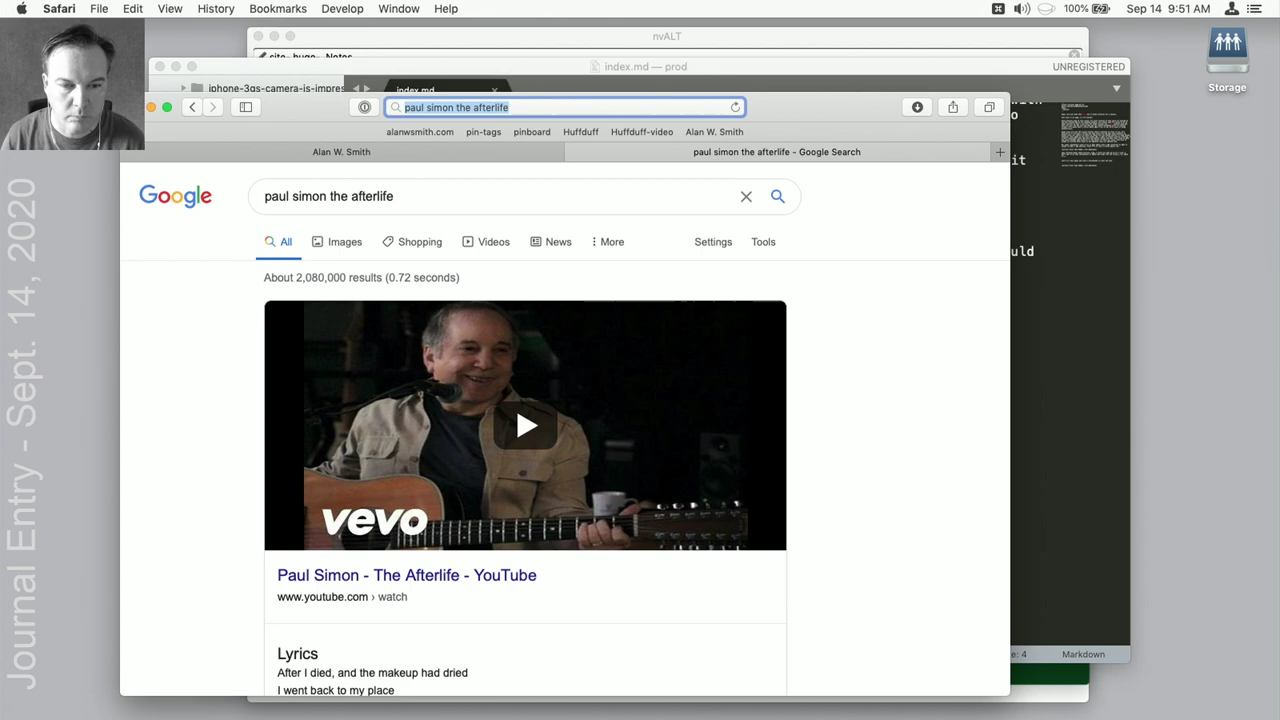 Safari File Edit View History Bookmarks Develop Window Help
100% Sep 14 9:51 AM
nvALT
index.md — prod
UNREGISTERED
iphone-3gs-camera-is-impres
index.md
paul simon the afterlife
alanwsmith.com pin-tags pinboard Huffduff Huffduff-video Alan W. Smith
Alan W. Smith
paul simon the afterlife - Google Search
Google
paul simon the afterlife
All Images Shopping Videos News More Settings Tools
About 2,080,000 results (0.72 seconds)
vevo
Paul Simon - The Afterlife - YouTube
www.youtube.com › watch
Lyrics
After I died, and the makeup had dried
I went back to my place
o
it
uld
e: 4 Markdown
Storage
Journal Entry - Sept. 14, 2020